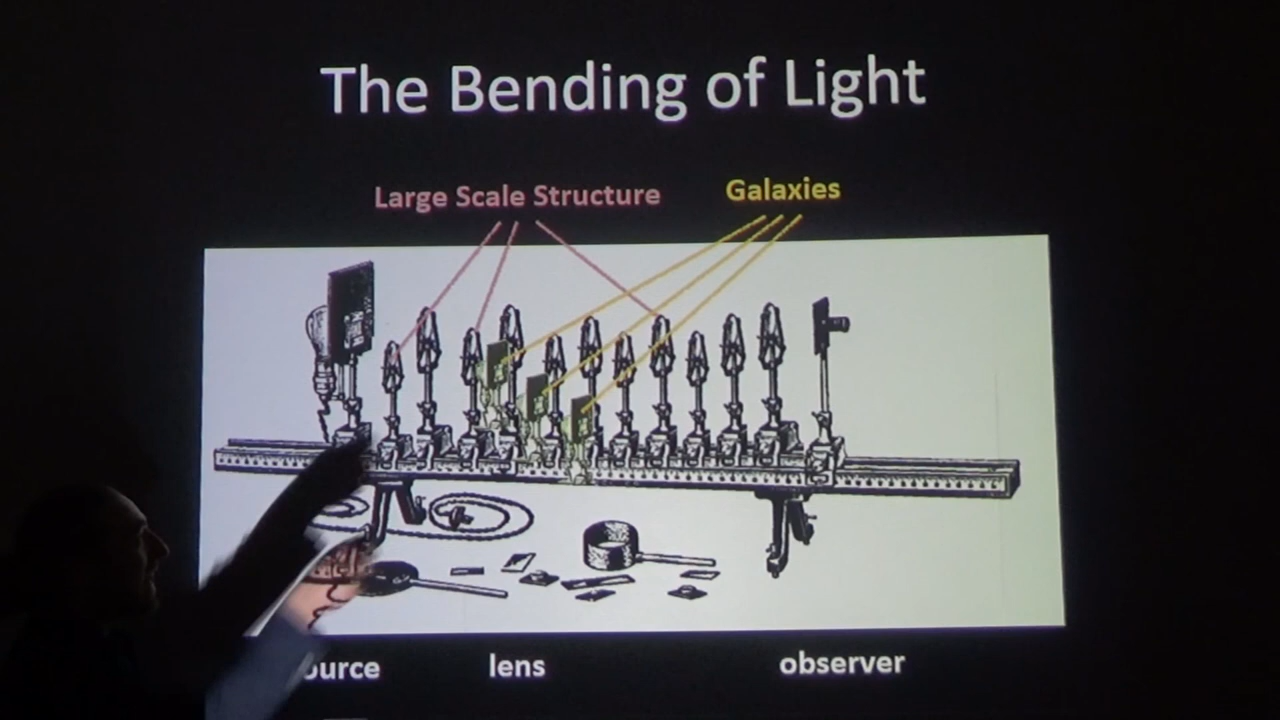 The Bending of Light
Large Scale Structure
Galaxies
lens
observer